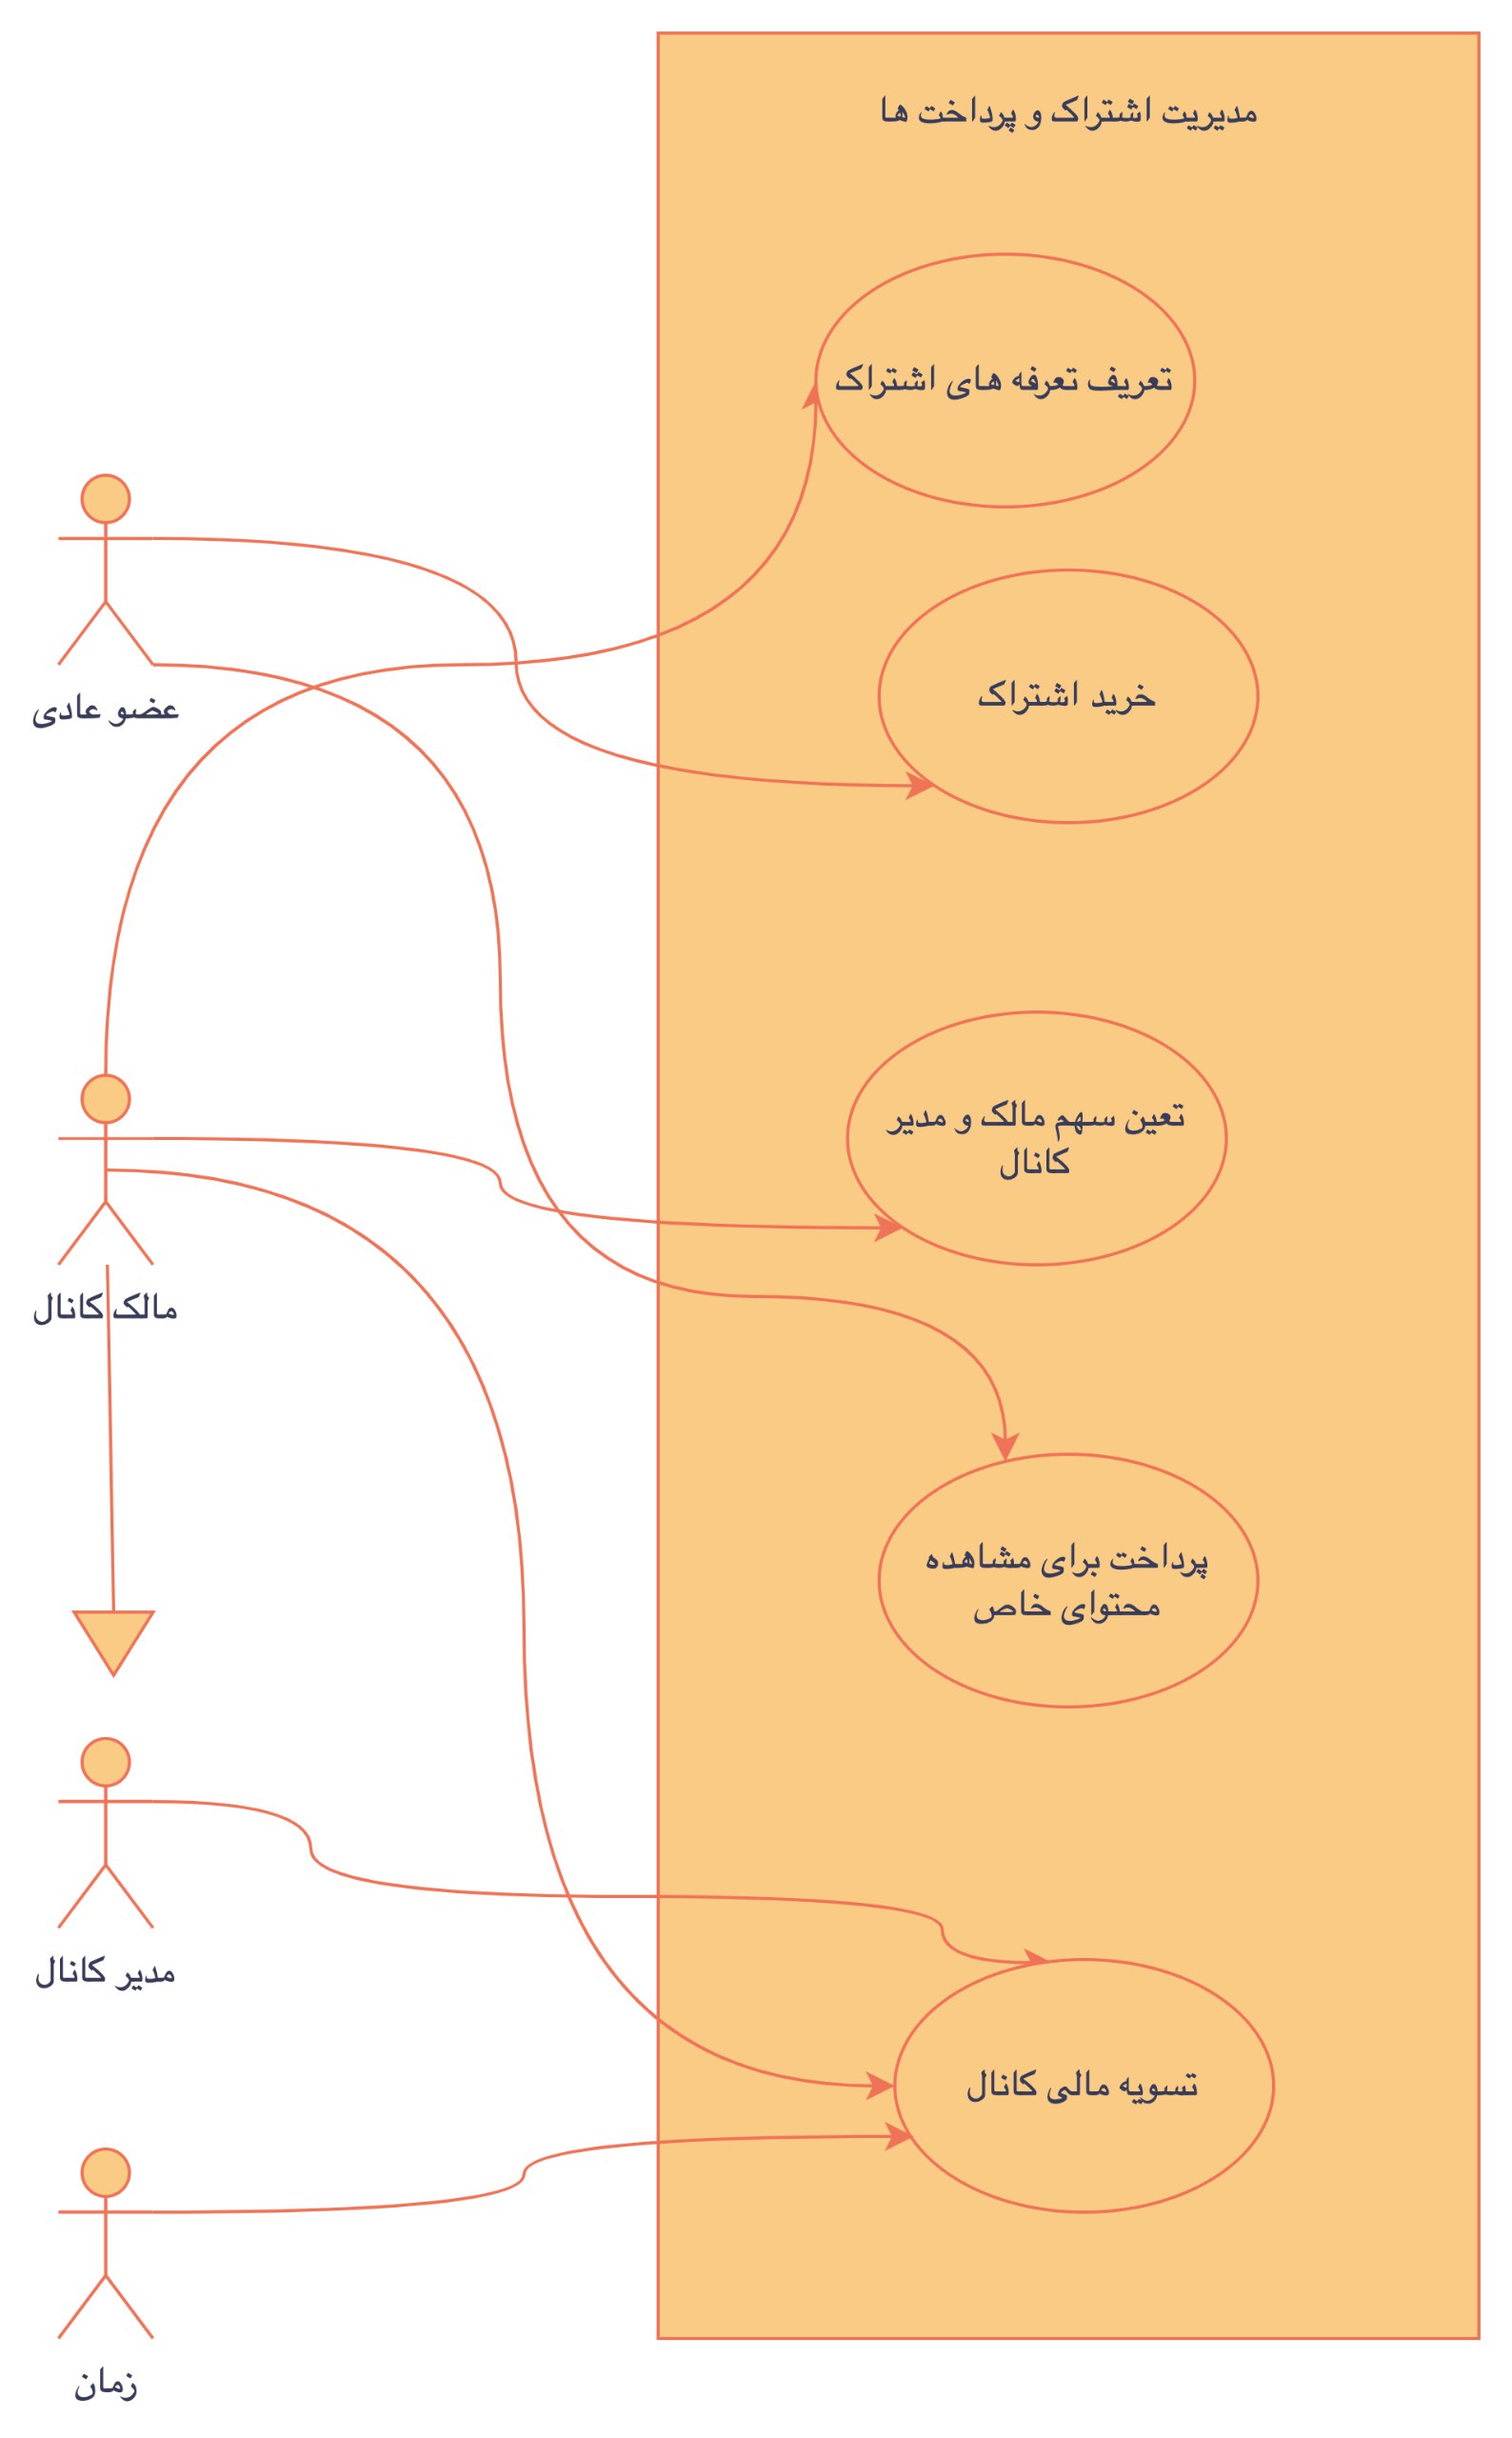 مدیریت اشتراک و پرداخت ها
تعریف تعرفه های اشتراک
خرید اشتراک
عضو عادی
تعن سهم مالک و مدیر
کانال
مالک کانال
پرداخت برای مشاهده
محتوای خاص
مدیر کانال
تسویه مالی کانال
زمان